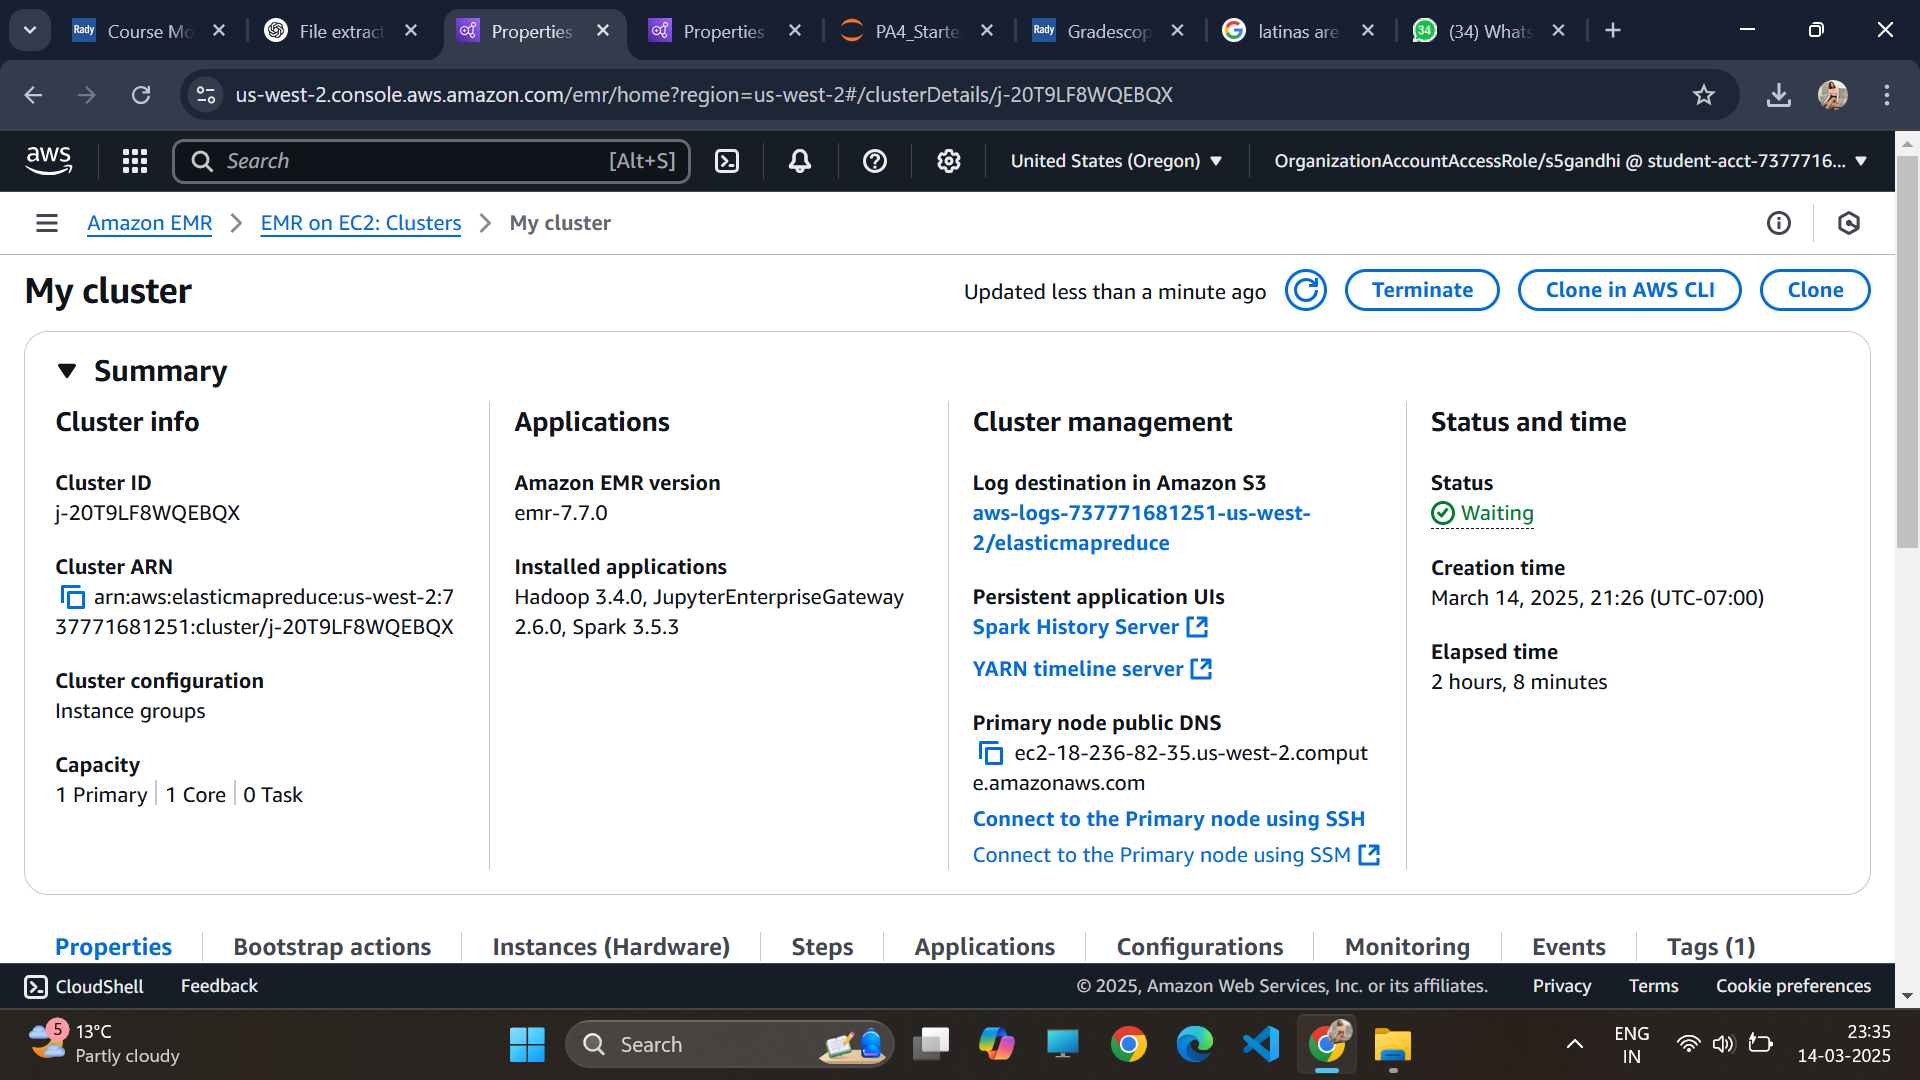 Rady Course Mo
File extract
Properties
Properties
PA4_Starte
Rady Gradescop
latinas are
34 (34) Whats
us-west-2.console.aws.amazon.com/emr/home?region=us-west-2#/clusterDetails/j-20T9LF8WQEBQX
aws
Search [Alt+S]
United States (Oregon)
OrganizationAccountAccessRole/s5gandhi @ student-acct-7377716...
Amazon EMR
EMR on EC2: Clusters
My cluster
My cluster
Updated less than a minute ago
Terminate
Clone in AWS CLI
Clone
Summary
Cluster info
Cluster ID
j-20T9LF8WQEBQX
Cluster ARN
arn:aws:elasticmapreduce:us-west-2:7
37771681251:cluster/j-20T9LF8WQEBQX
Cluster configuration
Instance groups
Capacity
1 Primary 1 Core 0 Task
Applications
Amazon EMR version
emr-7.7.0
Installed applications
Hadoop 3.4.0, JupyterEnterpriseGateway
2.6.0, Spark 3.5.3
Cluster management
Log destination in Amazon S3
aws-logs-737771681251-us-west-
2/elasticmapreduce
Persistent application UIs
Spark History Server
YARN timeline server
Primary node public DNS
ec2-18-236-82-35.us-west-2.comput
e.amazonaws.com
Connect to the Primary node using SSH
Connect to the Primary node using SSM
Status and time
Status
Waiting
Creation time
March 14, 2025, 21:26 (UTC-07:00)
Elapsed time
2 hours, 8 minutes
Properties
Bootstrap actions
Instances (Hardware)
Steps
Applications
Configurations
Monitoring
Events
Tags (1)
CloudShell
Feedback
© 2025, Amazon Web Services, Inc. or its affiliates.
Privacy
Terms
Cookie preferences
5
13°C
Partly cloudy
Search
ENG
IN
23:35
14-03-2025